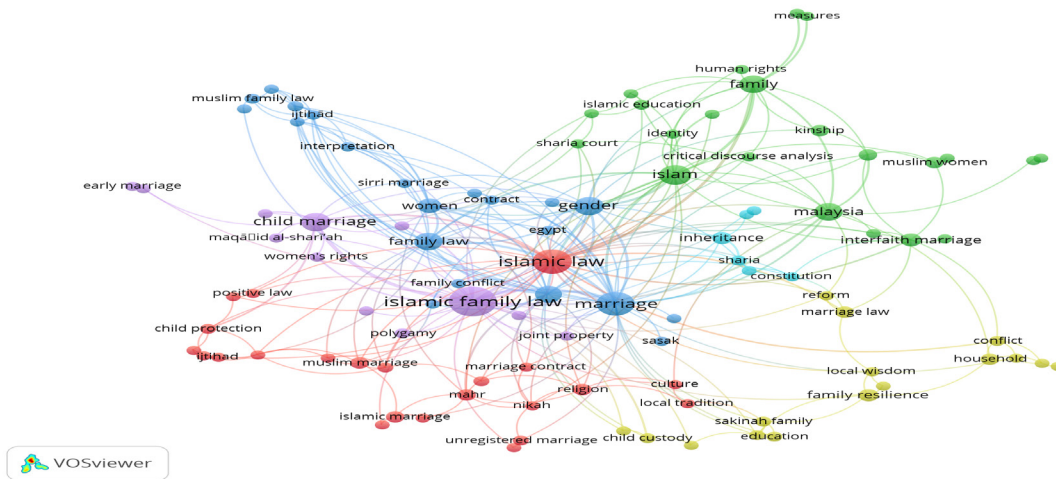 measures
human rights
family
muslim family law
islamic education
ijtihād
identity
kinship
interpretation
sharia court
critical discourse analysis
muslim women
islam
early marriage
sirri marriage
women
contract
gender
malaysia
child marriage
egypt
maqā▯id al-shari'ah
family law
inheritance
interfaith marriage
women's rights
islamic law
sharia
family conflict
constitution
positive law
islamic family law
marriage
reform
marriage law
child protection
polygamy
joint property
sasak
conflict
ijtihad
muslim marriage
household
marriage contract
local wisdom
mahr
religion
culture
family resilience
nikah
local tradition
islamic marriage
sakinah family
unregistered marriage
child custody
education
VOSviewer